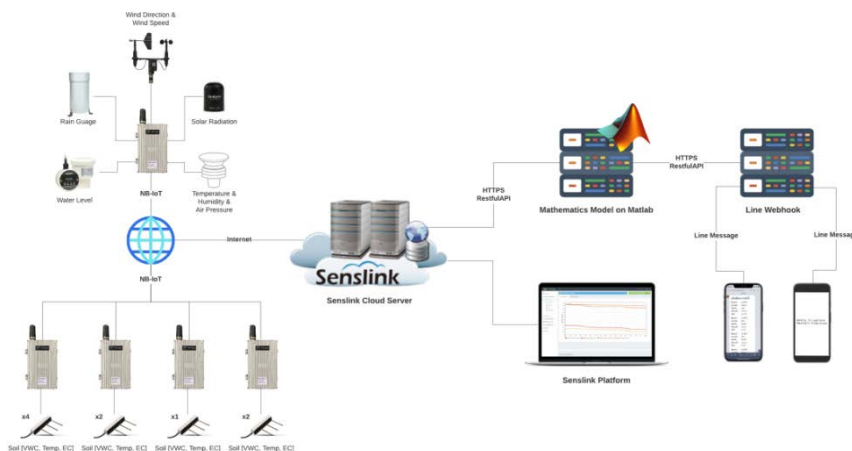 Wind Direction &
Wind Speed
Rain Guage
Solar Radiation
Water Level
Temperature &
Humidity &
Air Pressure
NB-IoT
Internet
NB-IoT
Senslink
Senslink Cloud Server
HTTPS
RestfulAPI
Mathematics Model on Matlab
HTTPS
RestfulAPI
Line Webhook
Line Message
Line Message
Senslink Platform
x4
x2
x1
x2
Soil [VWC, Temp, EC]
Soil [VWC, Temp, EC]
Soil [VWC, Temp, EC]
Soil [VWC, Temp, EC]